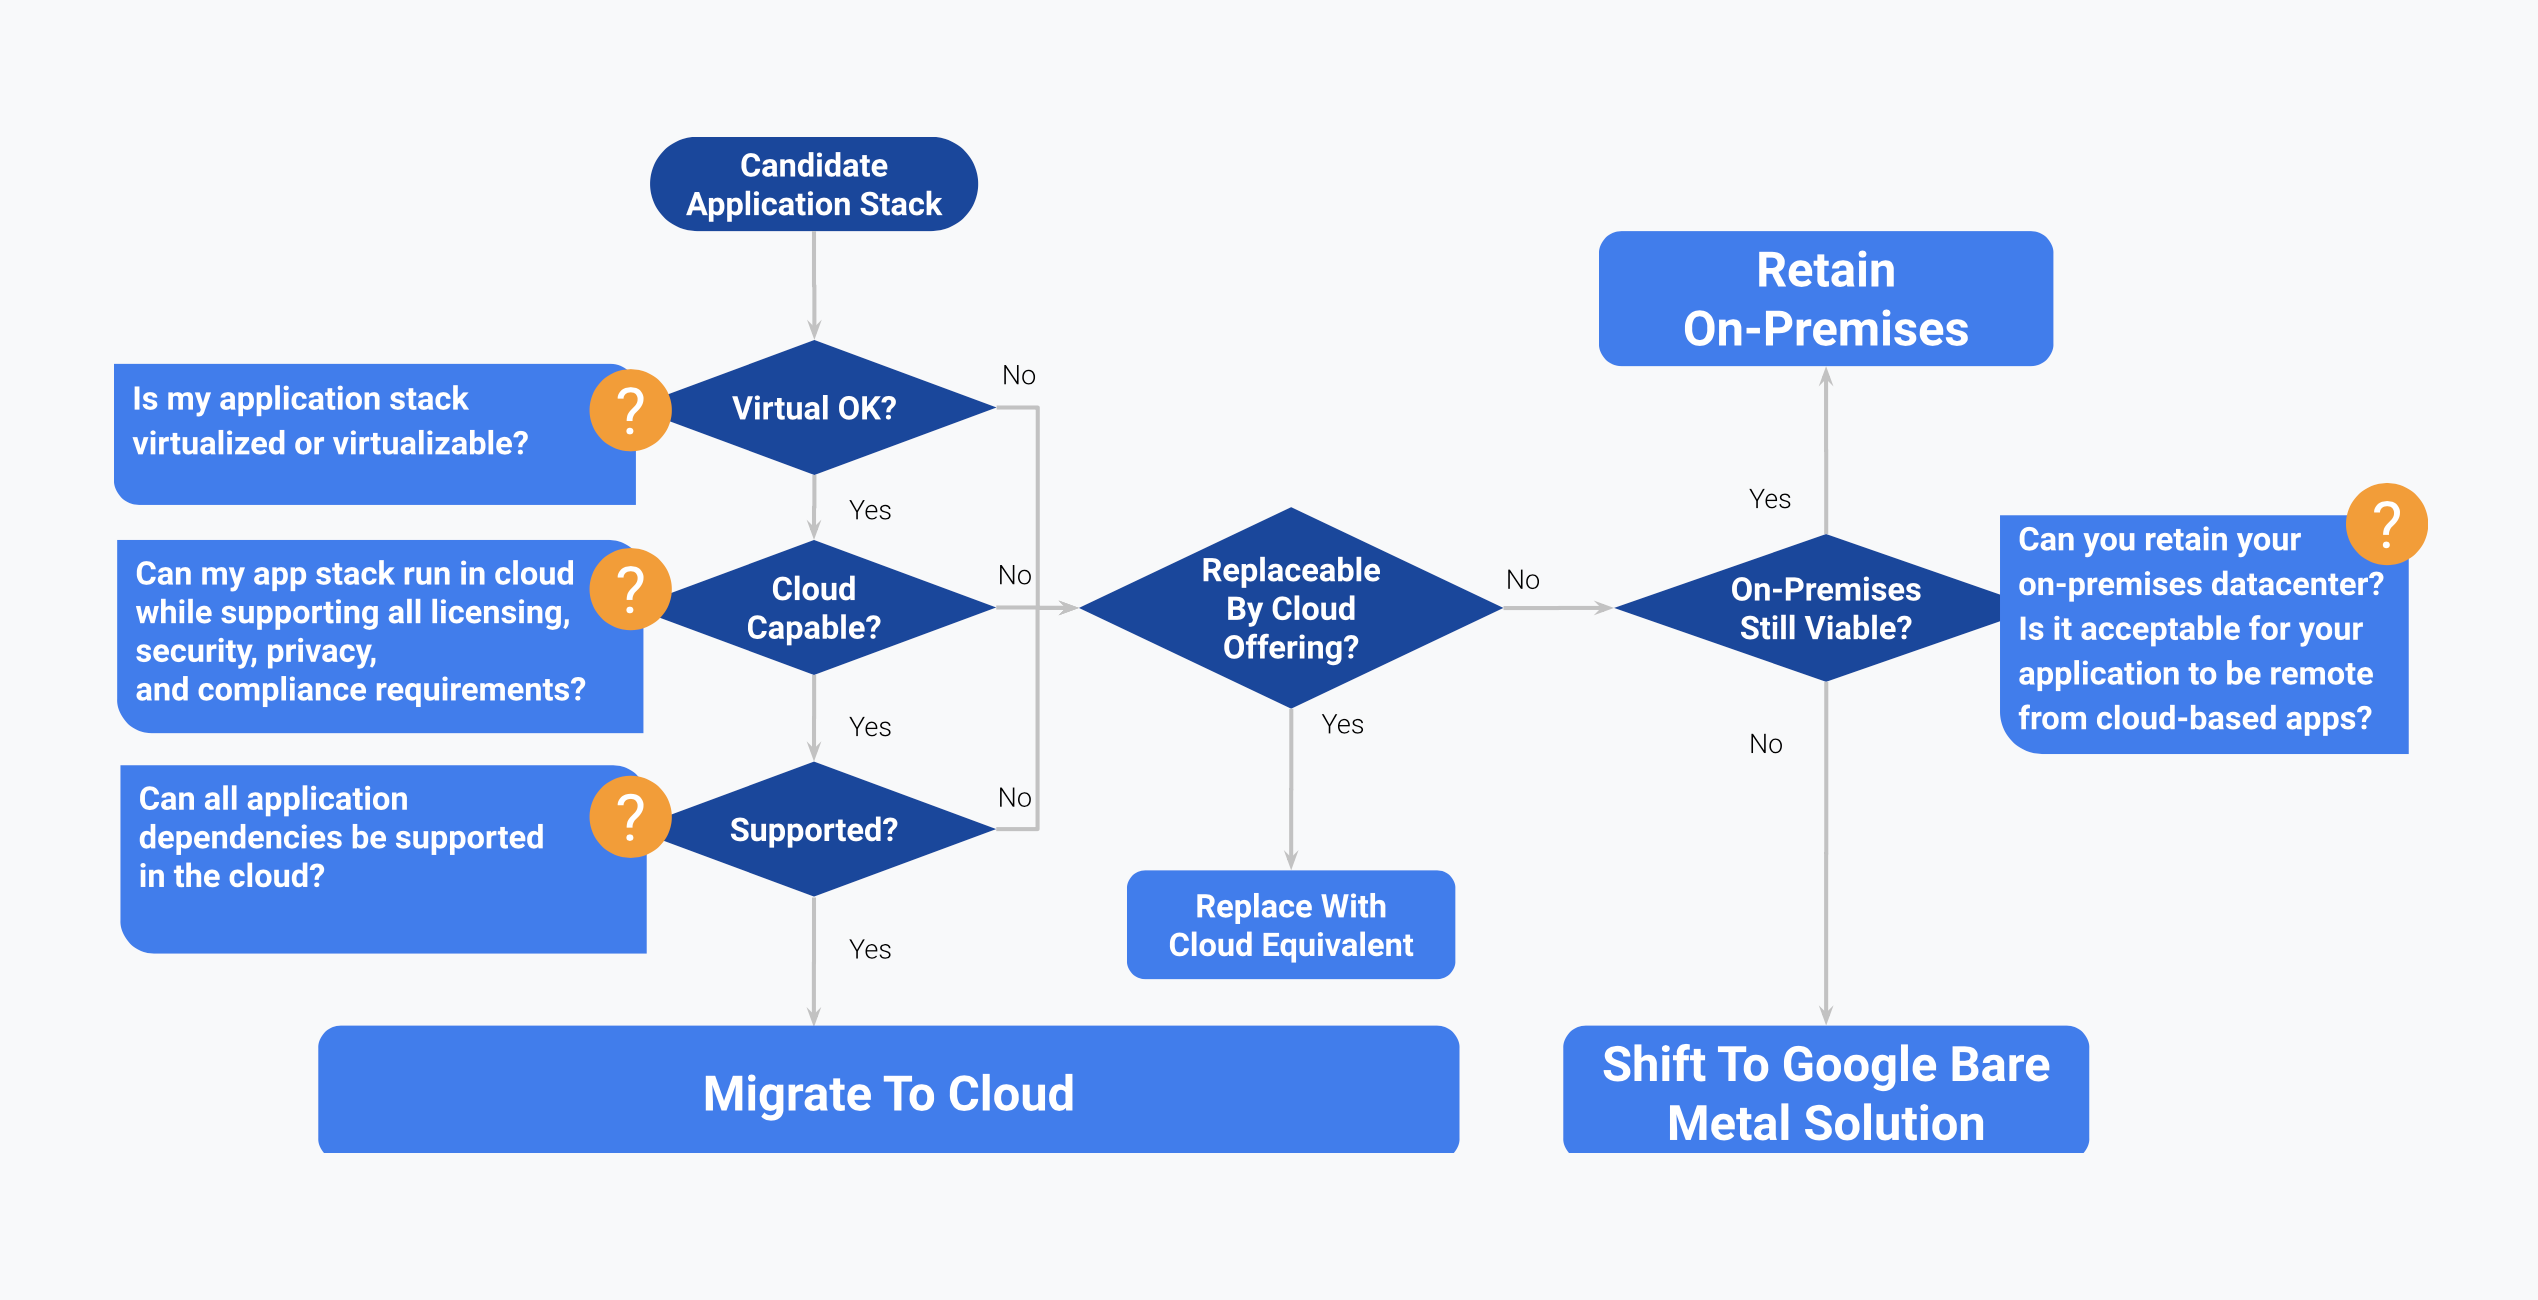 Candidate
Application Stack
Retain
On-Premises
Is my application stack
virtualized or virtualizable?
?
Virtual OK?
No
Yes
Can my app stack run in cloud
while supporting all licensing,
security, privacy,
and compliance requirements?
?
Cloud
Capable?
No
Yes
Can all application
dependencies be supported
in the cloud?
?
Supported?
No
Yes
Migrate To Cloud
Replaceable
By Cloud
Offering?
No
Yes
Replace With
Cloud Equivalent
Yes
On-Premises
Still Viable?
No
Can you retain your
on-premises datacenter?
Is it acceptable for your
application to be remote
from cloud-based apps?
?
Shift To Google Bare
Metal Solution